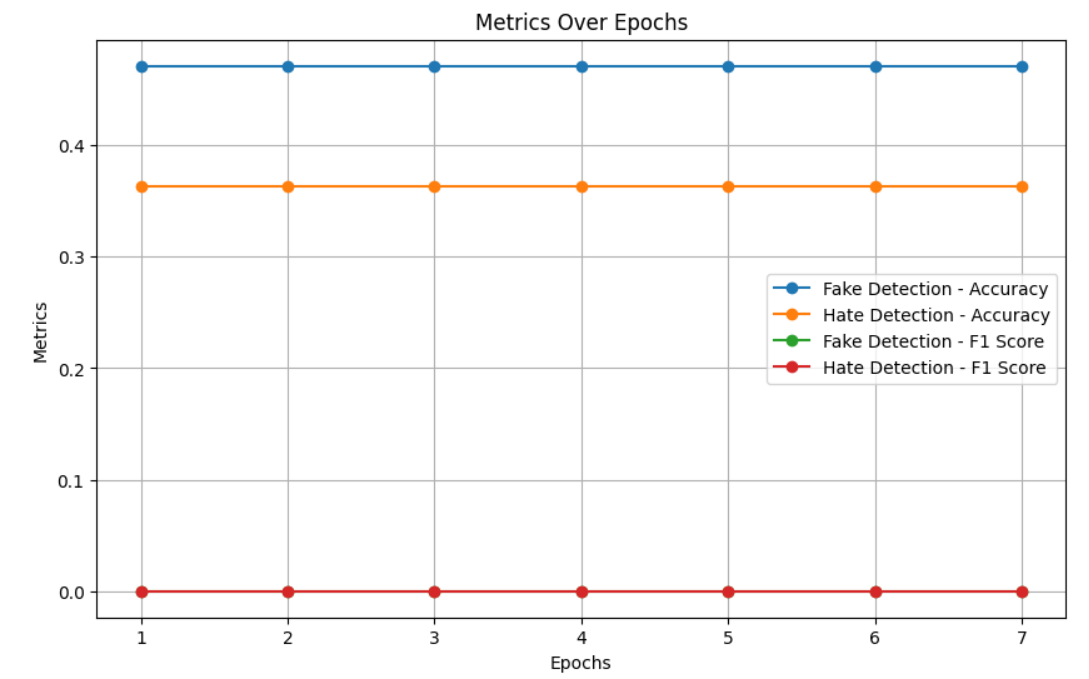 Metrics Over Epochs
Metrics
0.4
0.3
0.2
0.1
0.0
Fake Detection - Accuracy
Hate Detection - Accuracy
Fake Detection - F1 Score
Hate Detection - F1 Score
1 2 3 4 5 6 7
Epochs